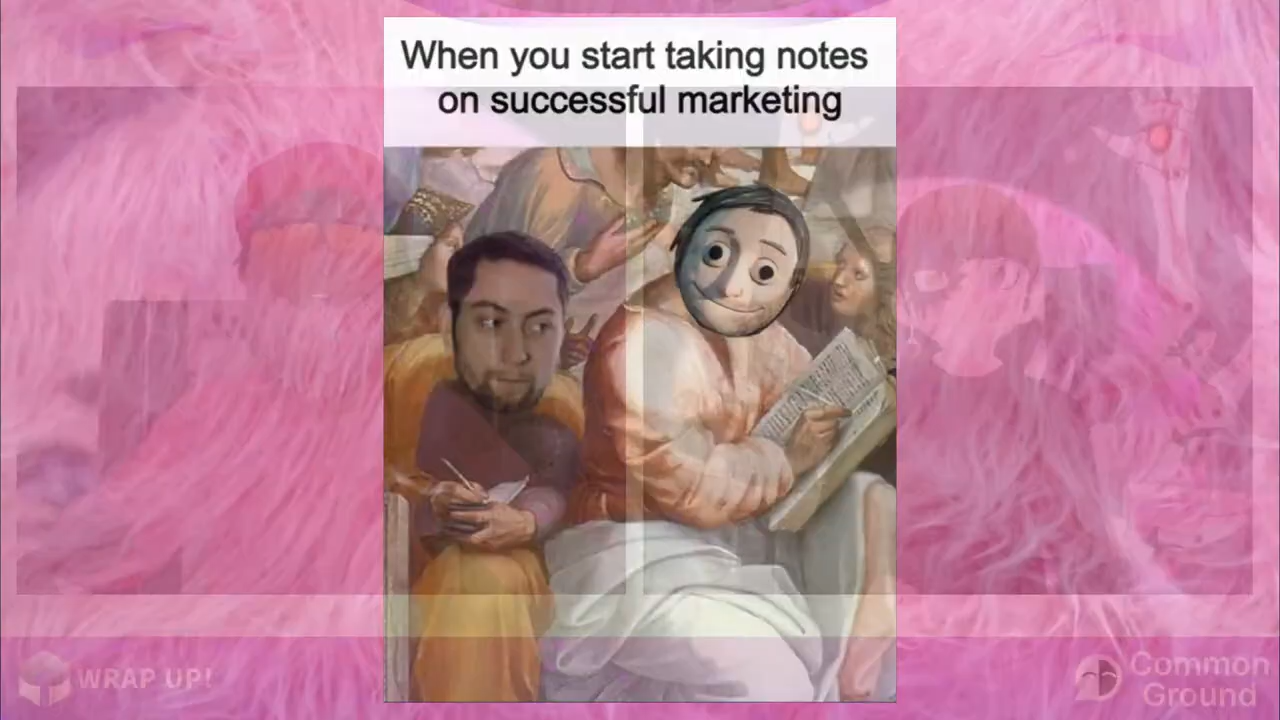 When you start taking notes
on successful marketing
WRAP UP!
Common
Ground